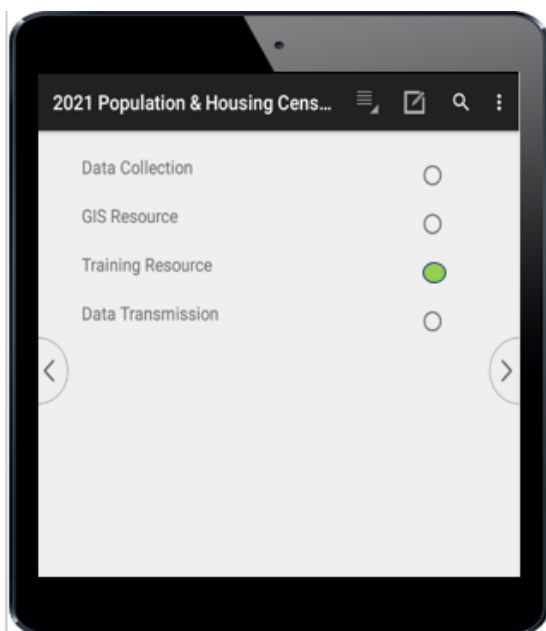 2021 Population & Housing Cens...
Data Collection
GIS Resource
Training Resource
Data Transmission